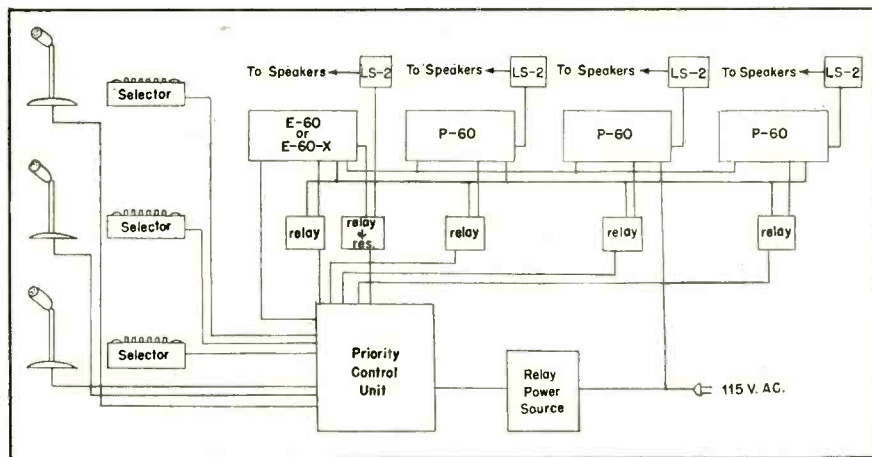 To Speakers
LS-2
To Speakers
LS-2
To Speakers
LS-2
To Speakers
LS-2
Selector
E-60
or
E-60-X
P-60
P-60
P-60
Selector
relay
relay
+
res.
relay
relay
relay
Selector
Priority
Control
Unit
Relay
Power
Source
115 V. AC.